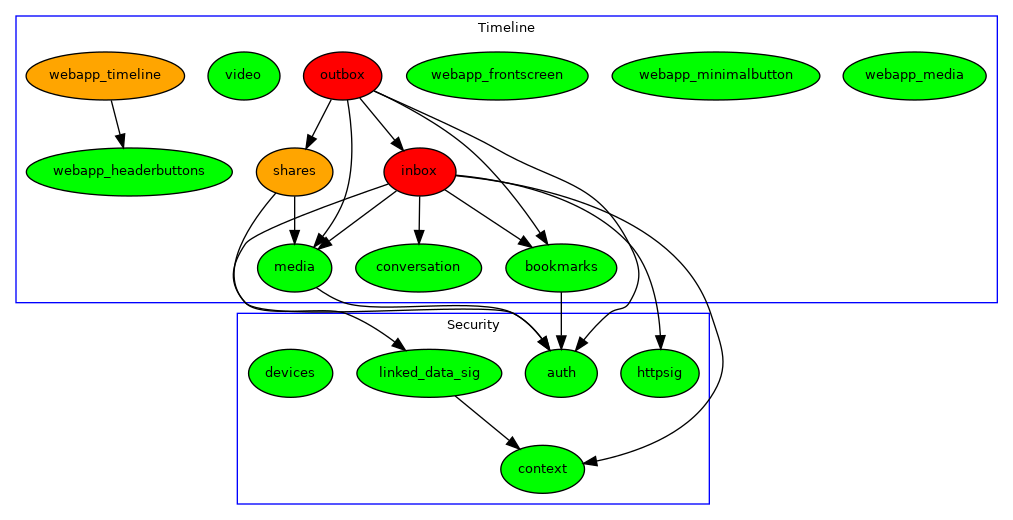 Timeline
webapp_timeline
video
outbox
webapp_frontscreen
webapp_minimalbutton
webapp_media
webapp_headerbuttons
shares
inbox
media
conversation
bookmarks
Security
devices
linked_data_sig
auth
httpsig
context